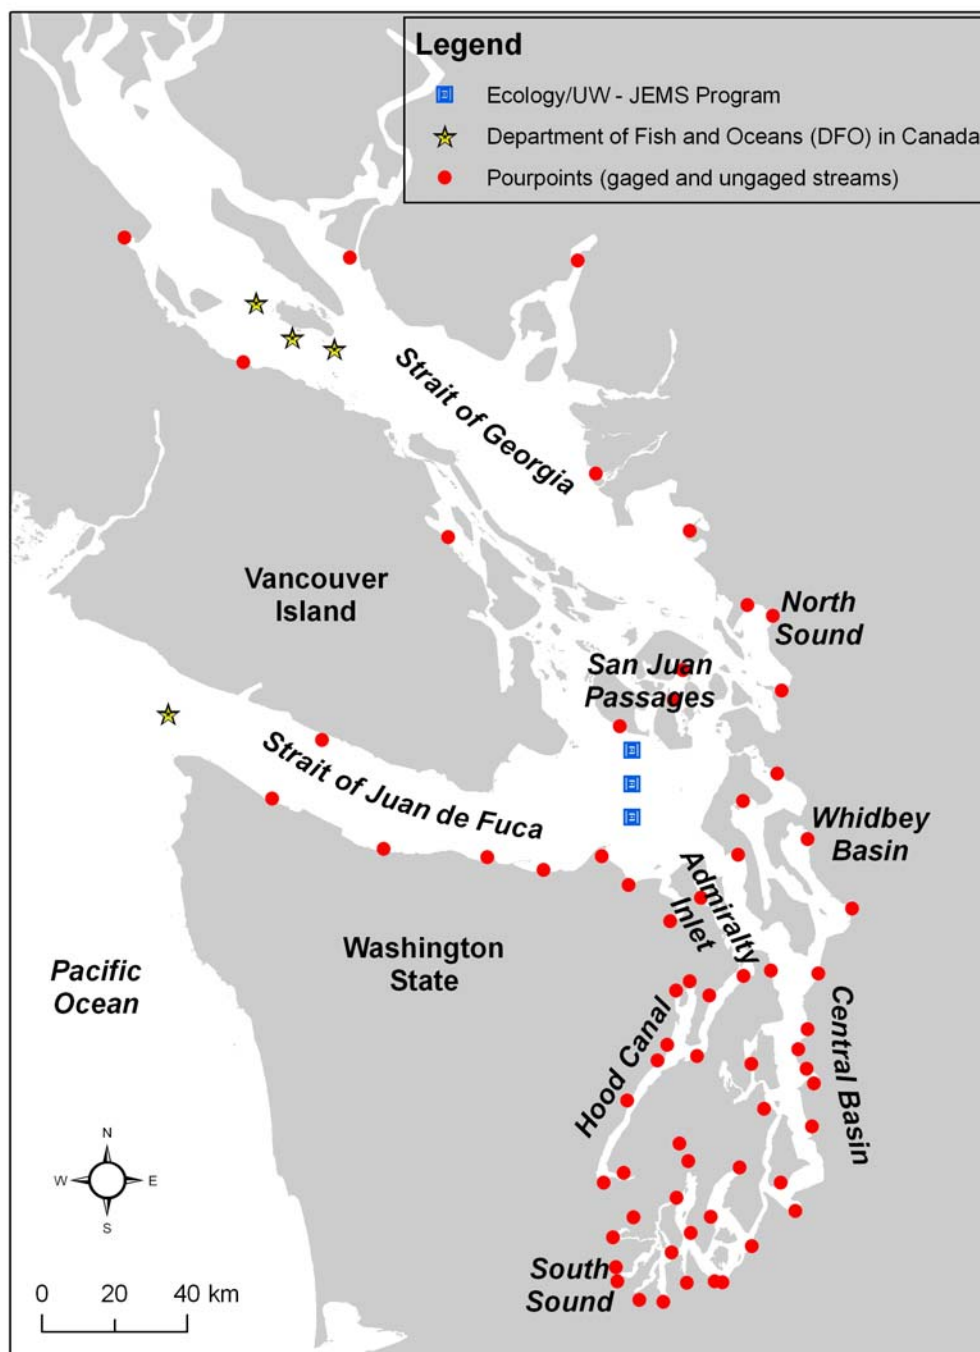 Legend
Ecology/UW - JEMS Program
Department of Fish and Oceans (DFO) in Canada
Pourpoints (gaged and ungaged streams)
Strait of Georgia
Vancouver
Island
North
Sound
San Juan
Passages
Strait of Juan de Fuca
Whidbey
Basin
Admiralty
Inlet
Washington
State
Pacific
Ocean
Hood Canal
Central Basin
N
W
E
S
South
Sound
0 20 40 km